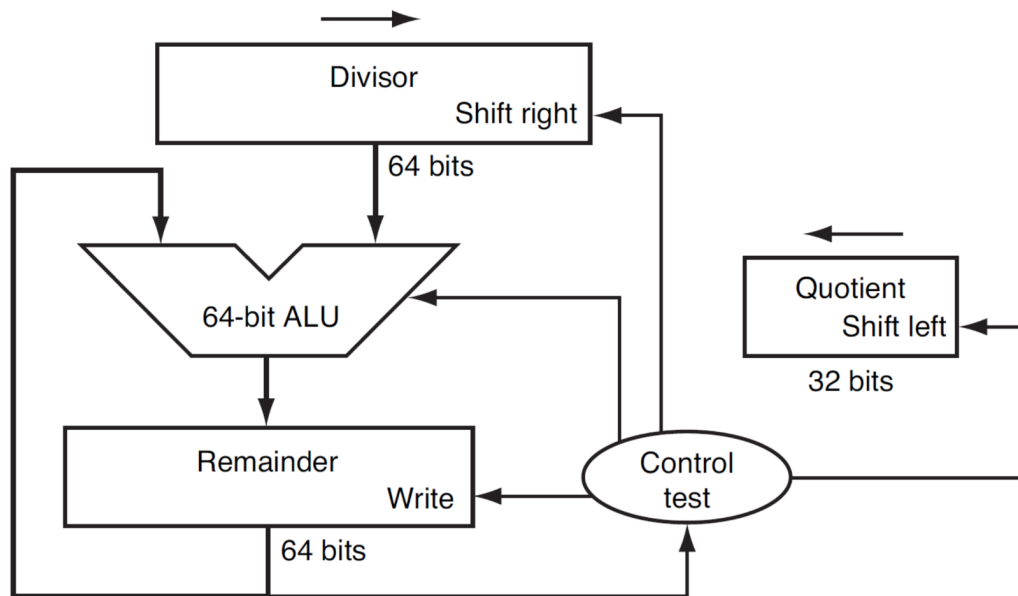 Divisor
Shift right
64 bits
64-bit ALU
Quotient
Shift left
32 bits
Remainder
Write
64 bits
Control
test